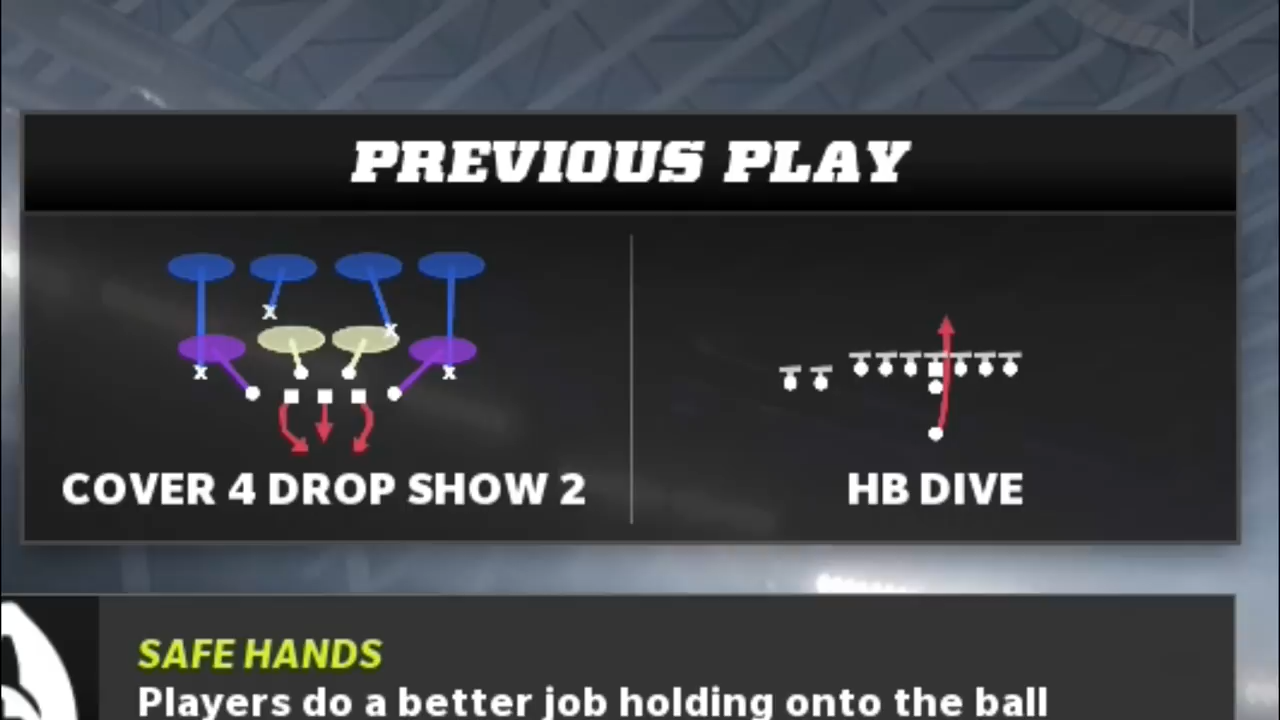 PREVIOUS PLAY
COVER 4 DROP SHOW 2
HB DIVE
SAFE HANDS
Players do a better job holding onto the ball